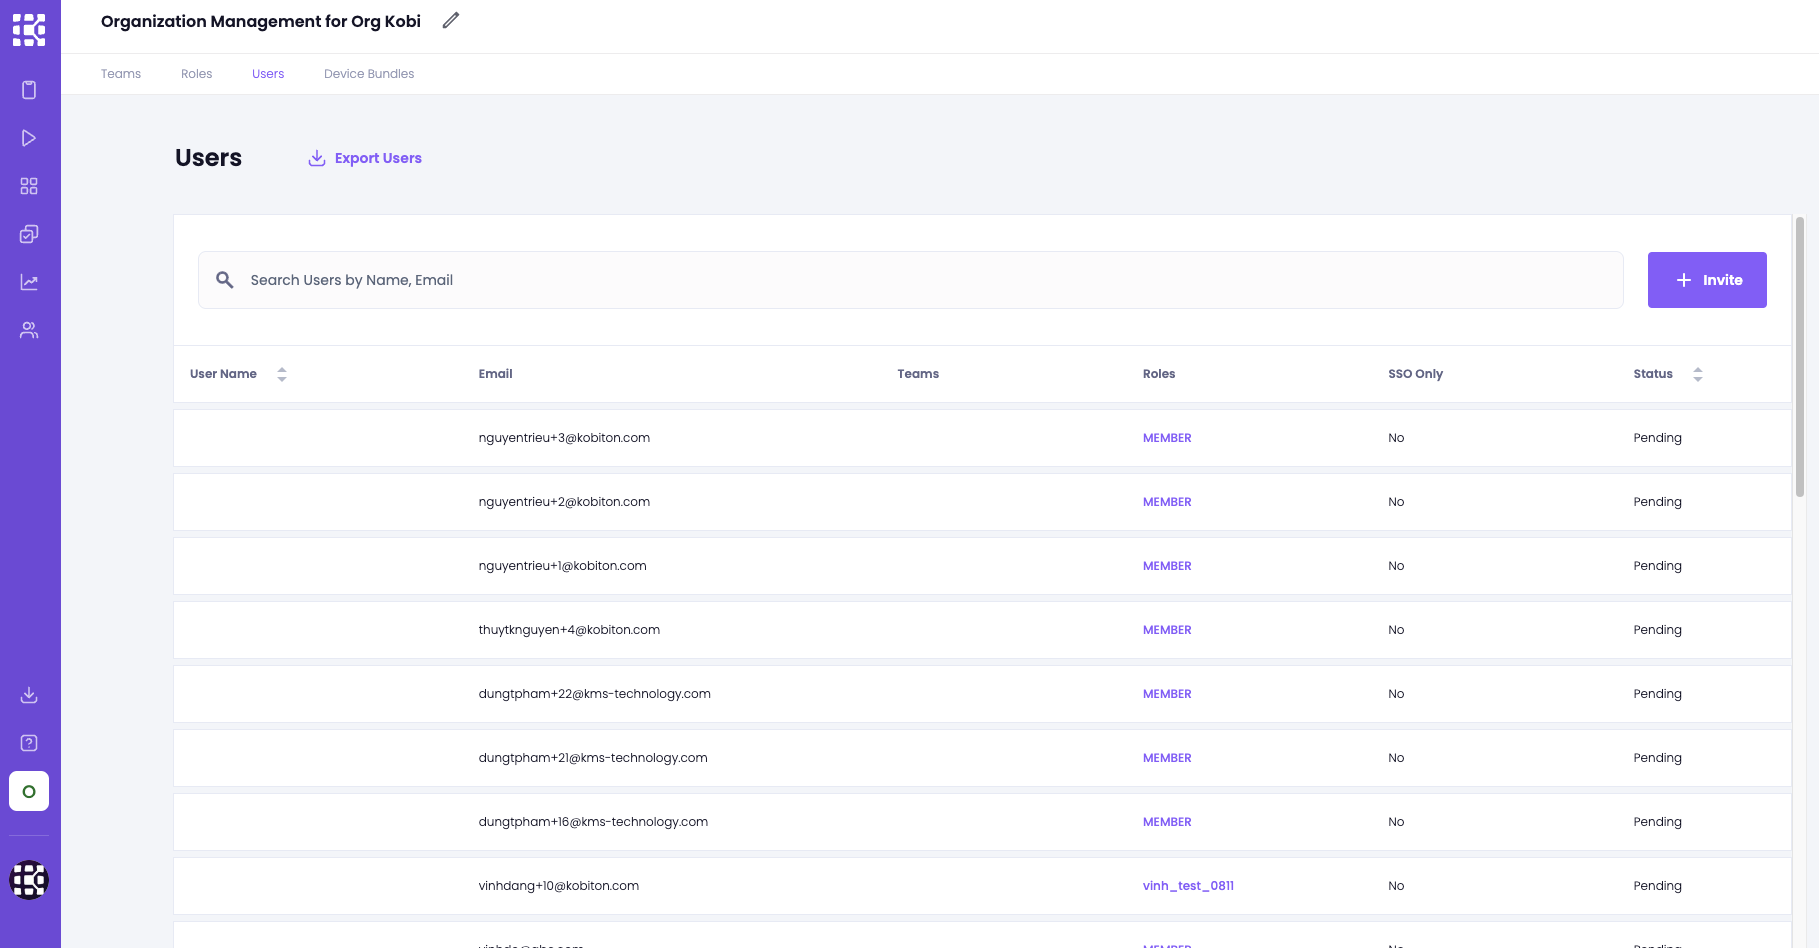 Organization Management for Org Kobi
Teams Roles Users Device Bundles
Users Export Users
Search Users by Name, Email
Invite
User Name Email Teams Roles SSO Only Status
nguyentrieu+3@kobiton.com MEMBER No Pending
nguyentrieu+2@kobiton.com MEMBER No Pending
nguyentrieu+1@kobiton.com MEMBER No Pending
thuytknguyen+4@kobiton.com MEMBER No Pending
dungtpham+22@kms-technology.com MEMBER No Pending
dungtpham+21@kms-technology.com MEMBER No Pending
dungtpham+16@kms-technology.com MEMBER No Pending
O
vinhdang+10@kobiton.com vinh_test_0811 No Pending
MEMBER No Pending